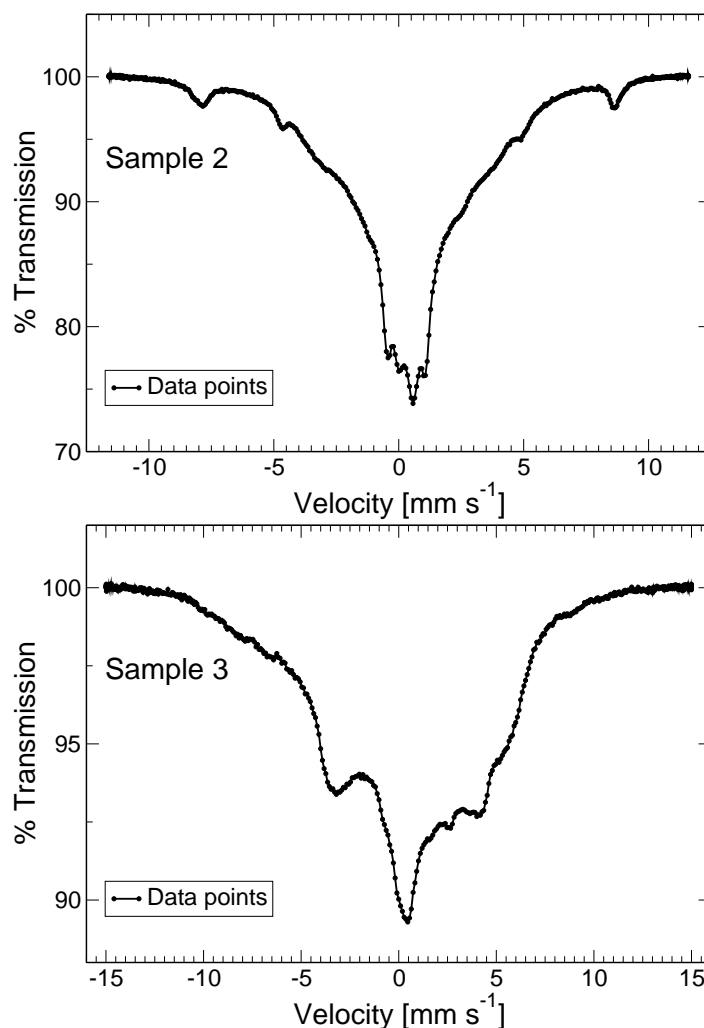 100
90
80
70
% Transmission
Sample 2
Data points
-10 -5 0 5 10
Velocity [mm s⁻¹]
100
95
90
% Transmission
Sample 3
Data points
-15 -10 -5 0 5 10 15
Velocity [mm s⁻¹]